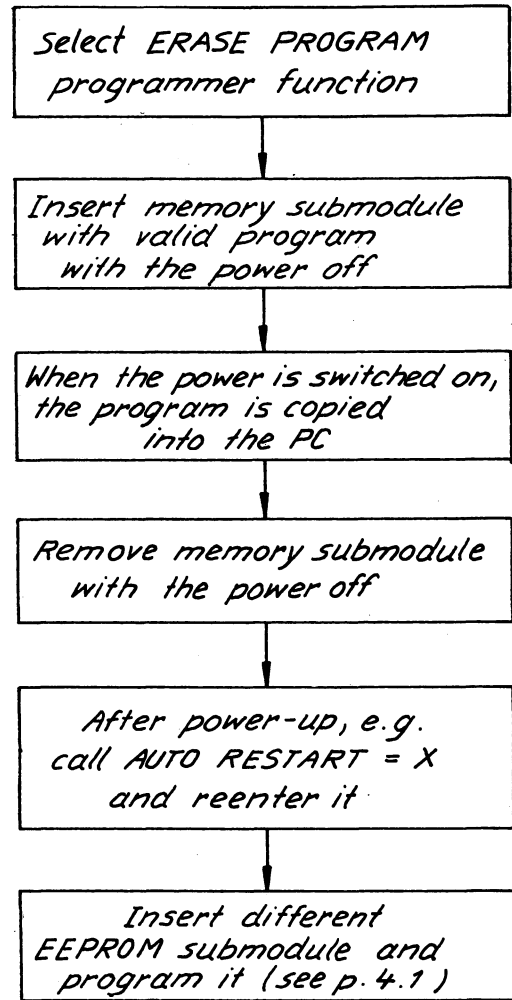 Select ERASE PROGRAM
programmer function
Insert memory submodule
with valid program
with the power off
When the power is switched on,
the program is copied
into the PC
Remove memory submodule
with the power off
After power-up, e.g.
call AUTO RESTART = X
and reenter it
Insert different
EEPROM submodule and
program it (see p. 4.1)